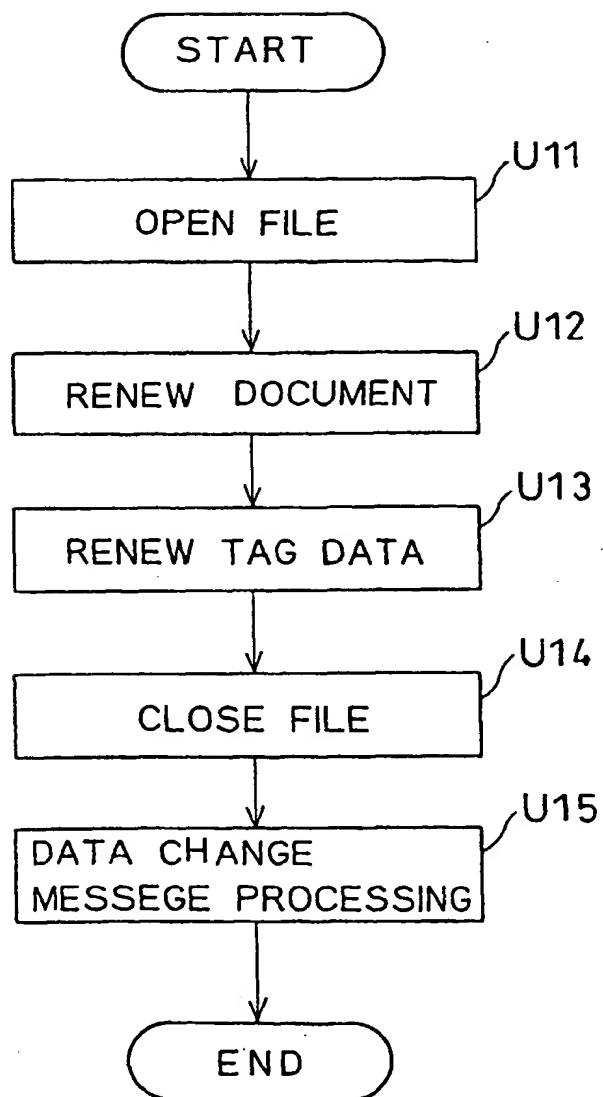 START
U11
OPEN FILE
U12
RENEW DOCUMENT
U13
RENEW TAG DATA
U14
CLOSE FILE
U15
DATA CHANGE
MESSEGE PROCESSING
END